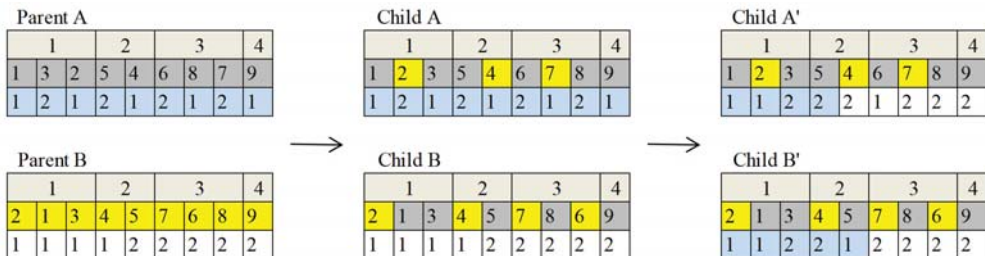 Parent A
1 2 3 4
1 3 2 5 4 6 8 7 9
1 2 1 2 1 2 1 2 1
Child A
1 2 3 4
1 2 3 5 4 6 7 8 9
1 2 1 2 1 2 1 2 1
Child A'
1 2 3 4
1 2 3 5 4 6 7 8 9
1 1 2 2 2 1 2 2 2
Parent B
1 2 3 4
2 1 3 4 5 7 6 8 9
1 1 1 1 2 2 2 2 2
Child B
1 2 3 4
2 1 3 4 5 7 8 6 9
1 1 1 1 2 2 2 2 2
Child B'
1 2 3 4
2 1 3 4 5 7 8 6 9
1 1 2 2 1 2 2 2 2